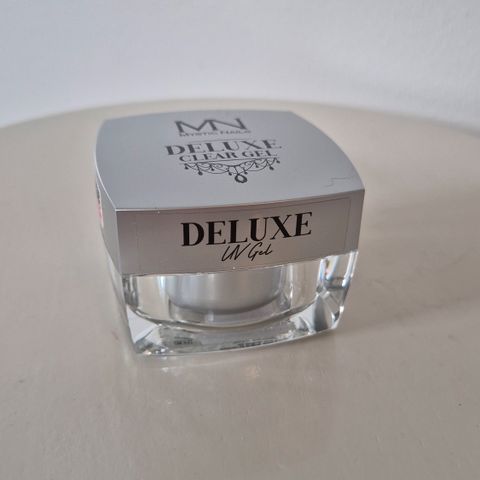 MN
MYSTIC NAILS
DELUXE
CLEAR GEL
DELUXE
UV Gel